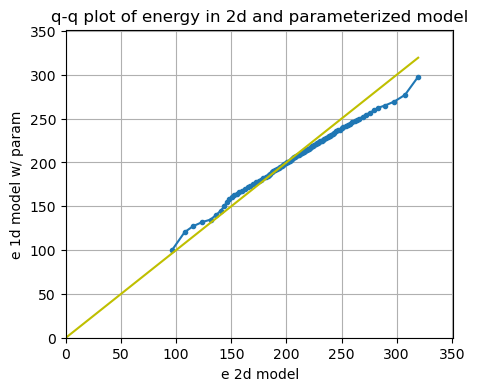 q-q plot of energy in 2d and parameterized model
e 1d model w/ param
350
300
250
200
150
100
50
0
0 50 100 150 200 250 300 350
e 2d model